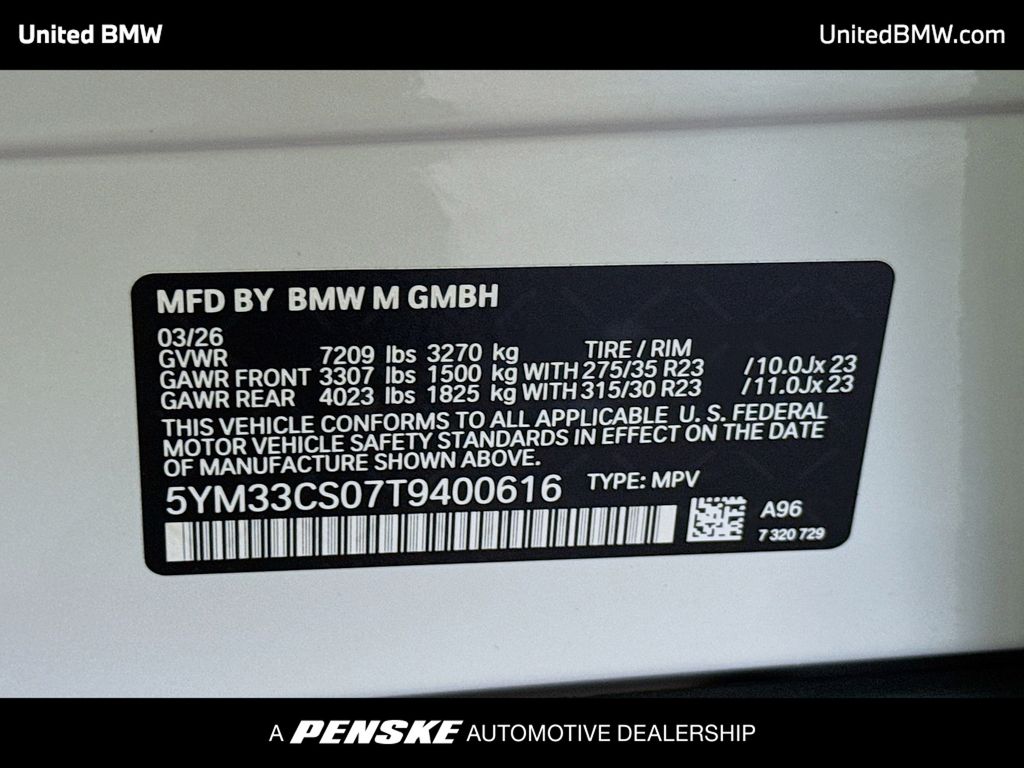 United BMW
UnitedBMW.com
MFD BY BMW M GMBH
03/26
GVWR 7209 lbs 3270 kg TIRE / RIM
GAWR FRONT 3307 lbs 1500 kg WITH 275/35 R23 /10.0Jx 23
GAWR REAR 4023 lbs 1825 kg WITH 315/30 R23 /11.0Jx 23
THIS VEHICLE CONFORMS TO ALL APPLICABLE U. S. FEDERAL
MOTOR VEHICLE SAFETY STANDARDS IN EFFECT ON THE DATE
OF MANUFACTURE SHOWN ABOVE.
5YM33CS07T9400616 TYPE: MPV
A96
7 320 729
A PENSKE AUTOMOTIVE DEALERSHIP